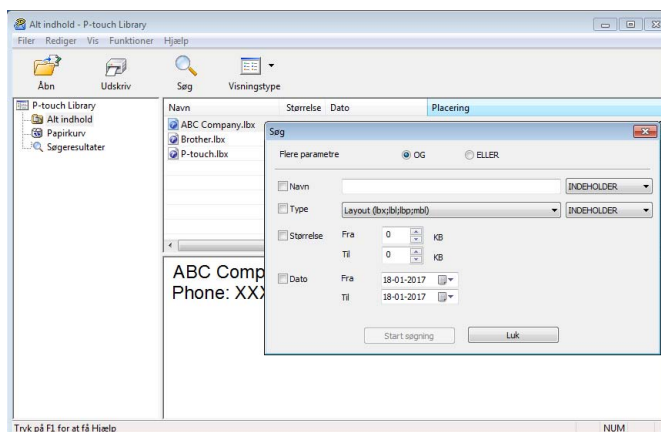 Alt indhold - P-touch Library
Filer Rediger Vis Funktioner Hjælp
Åbn Udskriv Søg Visningstype
P-touch Library
Alt indhold
Papirkurv
Søgeresultater
Navn Størrelse Dato Placering
ABC Company.lbx
Brother.lbx
P-touch.lbx
ABC Comp
Phone: XXX
Søg
Flere parametre OG ELLER
Navn INDEHOLDER
Type Layout (lbx;lbl;lbp;mbl) INDEHOLDER
Størrelse Fra 0 KB
Til 0 KB
Dato Fra 18-01-2017
Til 18-01-2017
Start søgning Luk
Tryk på F1 for at få Hjælp NUM